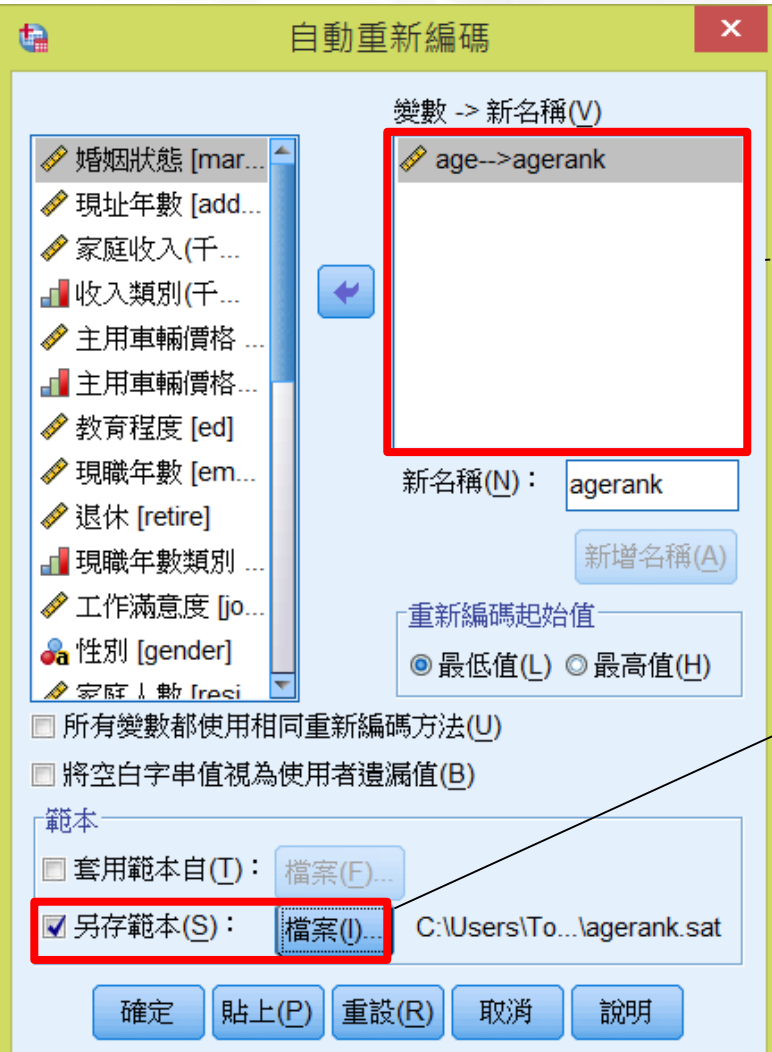 自動重新編碼
變數 -> 新名稱(V)
婚姻狀態 [mar...
現址年數 [add...
家庭收入(千...
收入類別(千...
主用車輛價格 ...
主用車輛價格...
教育程度 [ed]
現職年數 [em...
退休 [retire]
現職年數類別 ...
工作滿意度 [jo...
性別 [gender]
家庭人數 [resi
age-->agerank
新名稱(N)：
agerank
新增名稱(A)
重新編碼起始值
最低值(L) 最高值(H)
所有變數都使用相同重新編碼方法(U)
將空白字串值視為使用者遺漏值(B)
範本
套用範本自(T)： 檔案(F)...
另存範本(S)： 檔案(I)... C:\Users\To...\agerank.sat
確定 貼上(P) 重設(R) 取消 說明